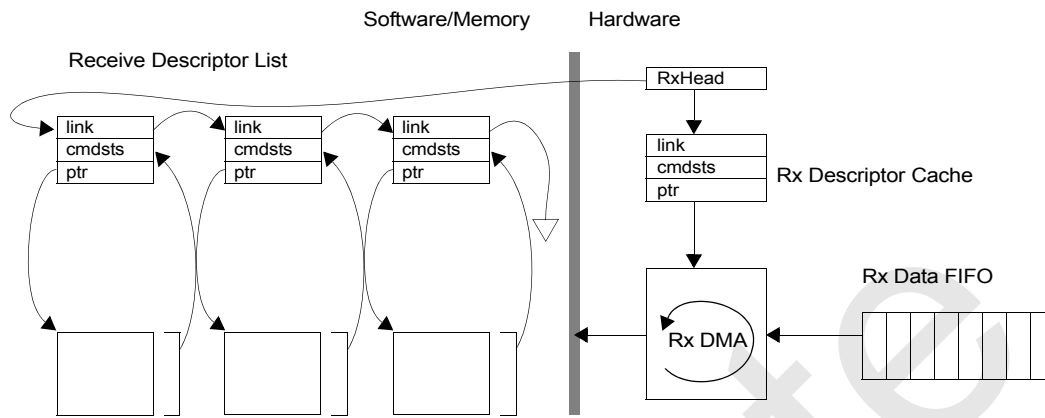 Software/Memory
Hardware
Receive Descriptor List
RxHead
link
cmdsts
ptr
link
cmdsts
ptr
link
cmdsts
ptr
link
cmdsts
ptr
Rx Descriptor Cache
Rx Data FIFO
Rx DMA
te